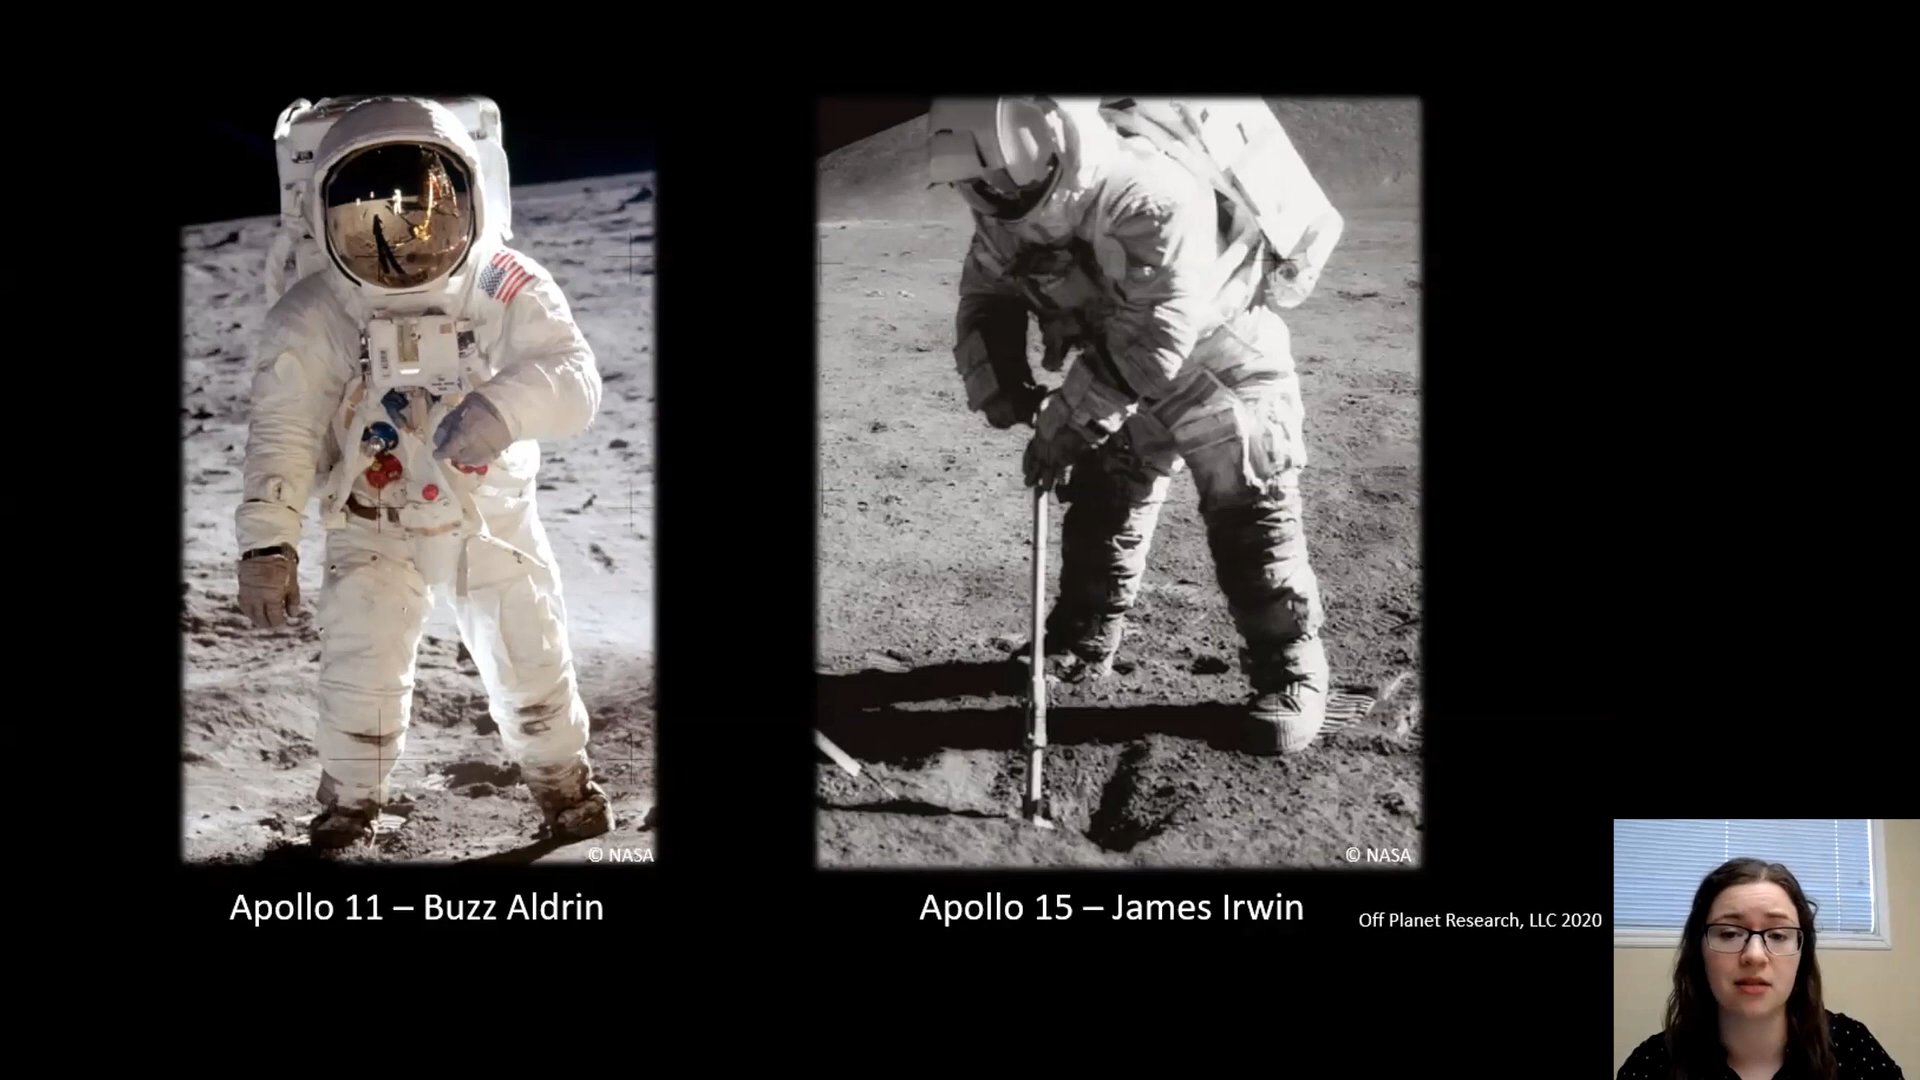 © NASA
© NASA
Apollo 11 – Buzz Aldrin
Apollo 15 – James Irwin
Off Planet Research, LLC 2020